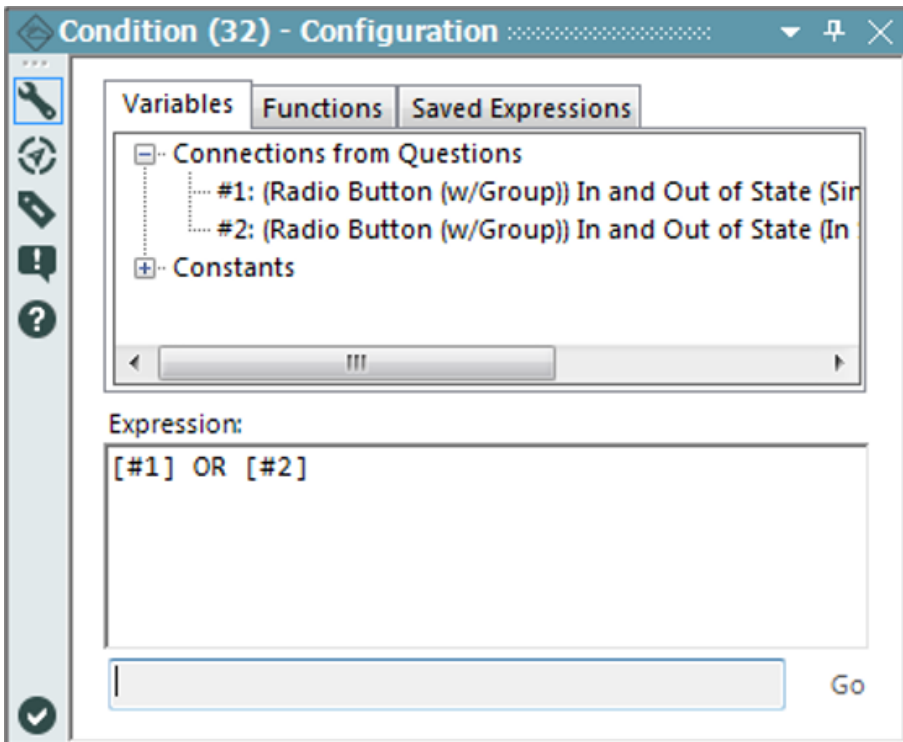 Condition (32) - Configuration
Variables Functions Saved Expressions
Connections from Questions
#1: (Radio Button (w/Group)) In and Out of State (Sin
#2: (Radio Button (w/Group)) In and Out of State (In
Constants
Expression:
[#1] OR [#2]
Go